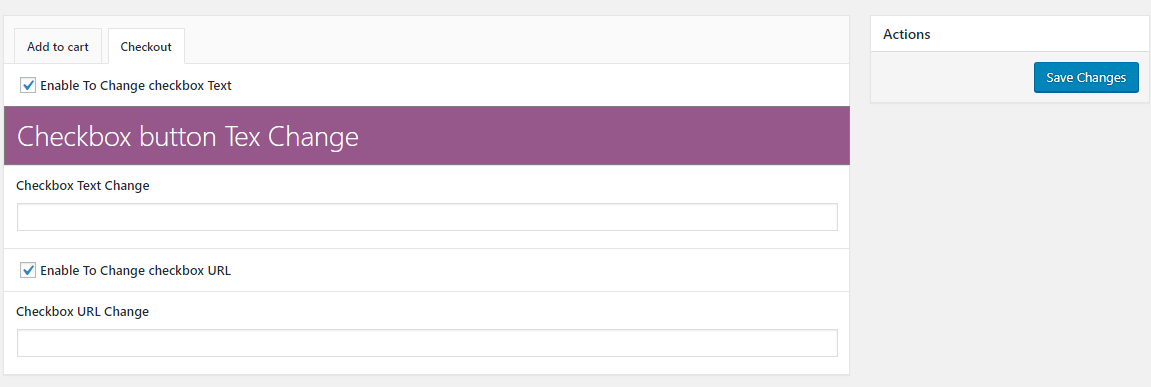 Add to cart Checkout
Actions
Enable To Change checkbox Text
Save Changes
Checkbox button Tex Change
Checkbox Text Change
Enable To Change checkbox URL
Checkbox URL Change